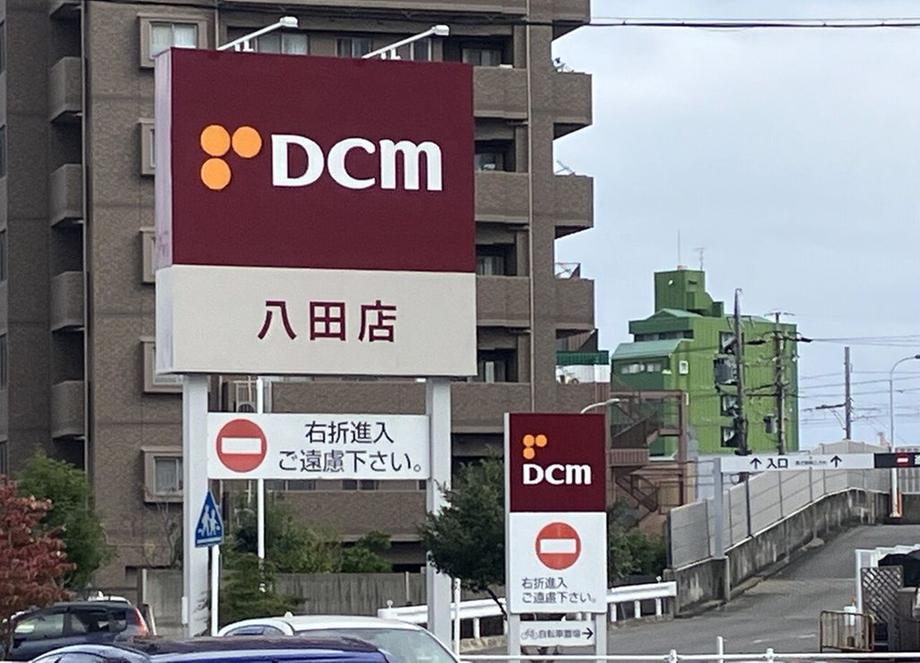 DCM
八田店
右折進入
ご遠慮下さい。
DCM
右折進入
ご遠慮下さい。
自転車置場→
↑ 入口 ↑